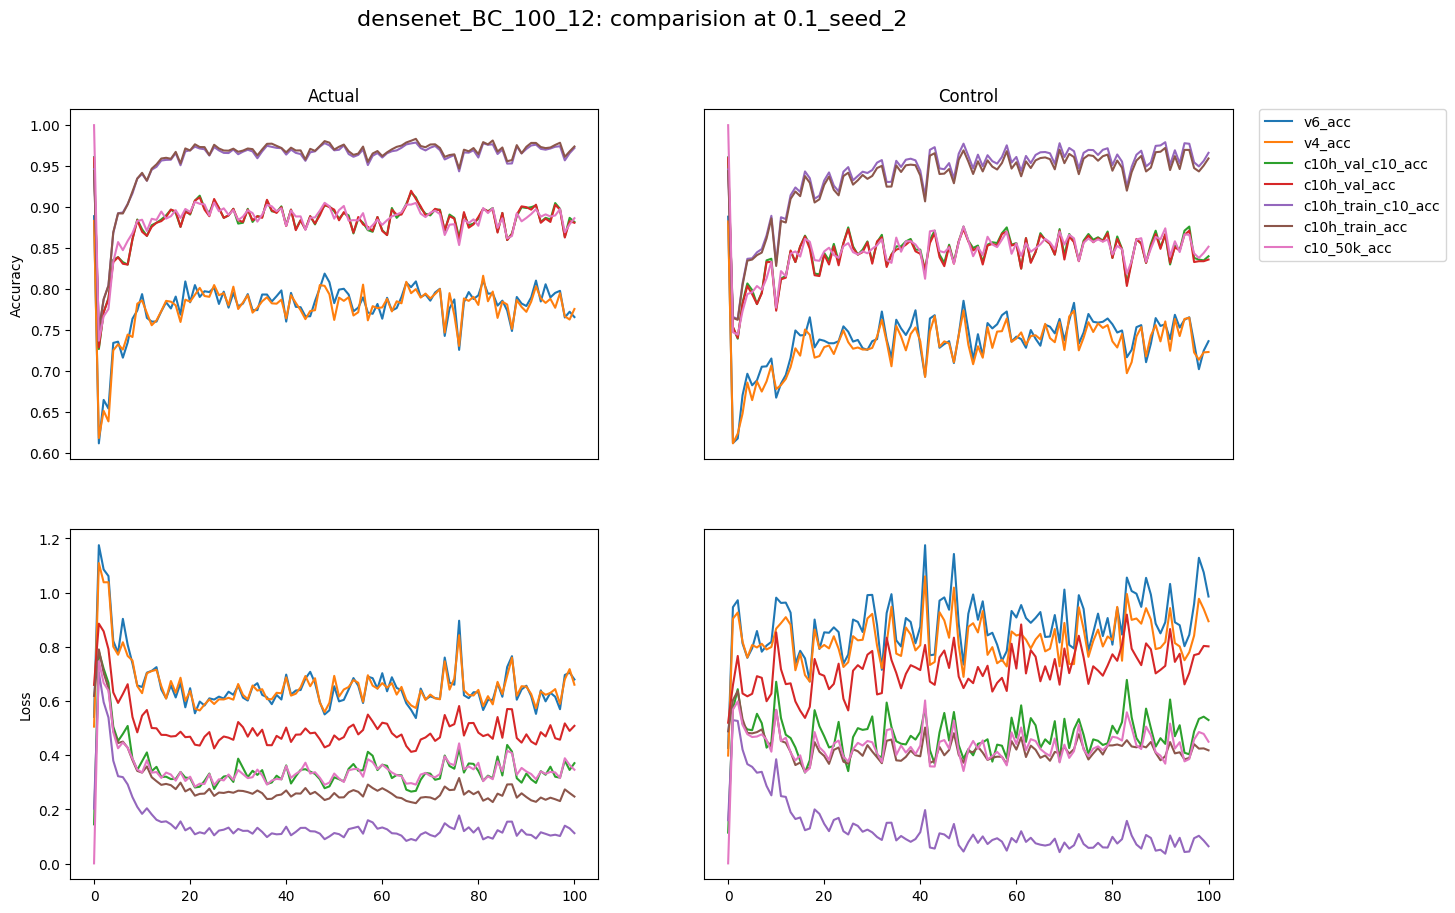 densenet_BC_100_12: comparision at 0.1_seed_2
Actual
Control
Accuracy
1.00
0.95
0.90
0.85
0.80
0.75
0.70
0.65
0.60
v6_acc
v4_acc
c10h_val_c10_acc
c10h_val_acc
c10h_train_c10_acc
c10h_train_acc
c10_50k_acc
Loss
1.2
1.0
0.8
0.6
0.4
0.2
0.0
0 20 40 60 80 100
0 20 40 60 80 100